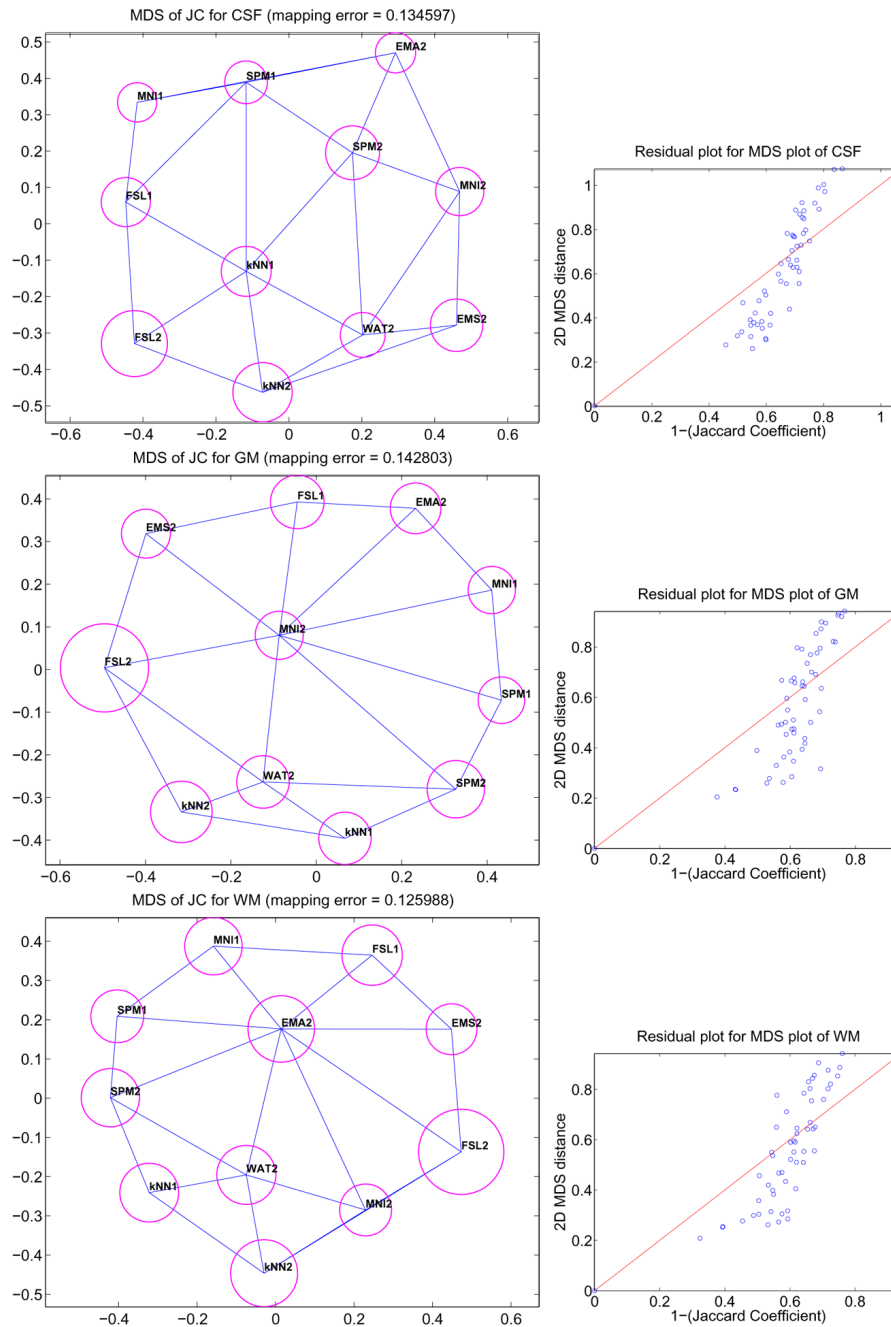 MDS of JC for CSF (mapping error = 0.134597)
0.5
0.4
0.3
0.2
0.1
0
−0.1
−0.2
−0.3
−0.4
−0.5
EMA2
SPM1
MNI1
SPM2
MNI2
FSL1
kNN1
WAT2
EMS2
FSL2
kNN2
−0.6 −0.4 −0.2 0 0.2 0.4 0.6
Residual plot for MDS plot of CSF
2D MDS distance
1
0.8
0.6
0.4
0.2
0
0 0.2 0.4 0.6 0.8 1
1−(Jaccard Coefficient)
MDS of JC for GM (mapping error = 0.142803)
0.4
0.3
0.2
0.1
0
−0.1
−0.2
−0.3
−0.4
FSL1
EMA2
EMS2
MNI1
MNI2
FSL2
SPM1
WAT2
SPM2
kNN2
kNN1
−0.6 −0.4 −0.2 0 0.2 0.4
Residual plot for MDS plot of GM
2D MDS distance
0.8
0.6
0.4
0.2
0
0 0.2 0.4 0.6 0.8
1−(Jaccard Coefficient)
MDS of JC for WM (mapping error = 0.125988)
0.4
0.3
0.2
0.1
0
−0.1
−0.2
−0.3
−0.4
−0.5
MNI1
FSL1
SPM1
EMA2
EMS2
SPM2
FSL2
WAT2
kNN1
MNI2
kNN2
−0.4 −0.2 0 0.2 0.4 0.6
Residual plot for MDS plot of WM
2D MDS distance
0.8
0.6
0.4
0.2
0
0 0.2 0.4 0.6 0.8
1−(Jaccard Coefficient)